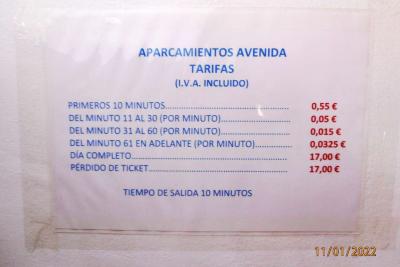 APARCAMIENTOS AVENIDA
TARIFAS
(I.V.A. INCLUIDO)
PRIMEROS 10 MINUTOS........................................ 0,55 €
DEL MINUTO 11 AL 30 (POR MINUTO)........................ 0,05 €
DEL MINUTO 31 AL 60 (POR MINUTO)........................ 0,015 €
DEL MINUTO 61 EN ADELANTE (POR MINUTO)............ 0,0325 €
DÍA COMPLETO.................................................... 17,00 €
PÉRDIDO DE TICKET............................................. 17,00 €
TIEMPO DE SALIDA 10 MINUTOS
11/01/2022